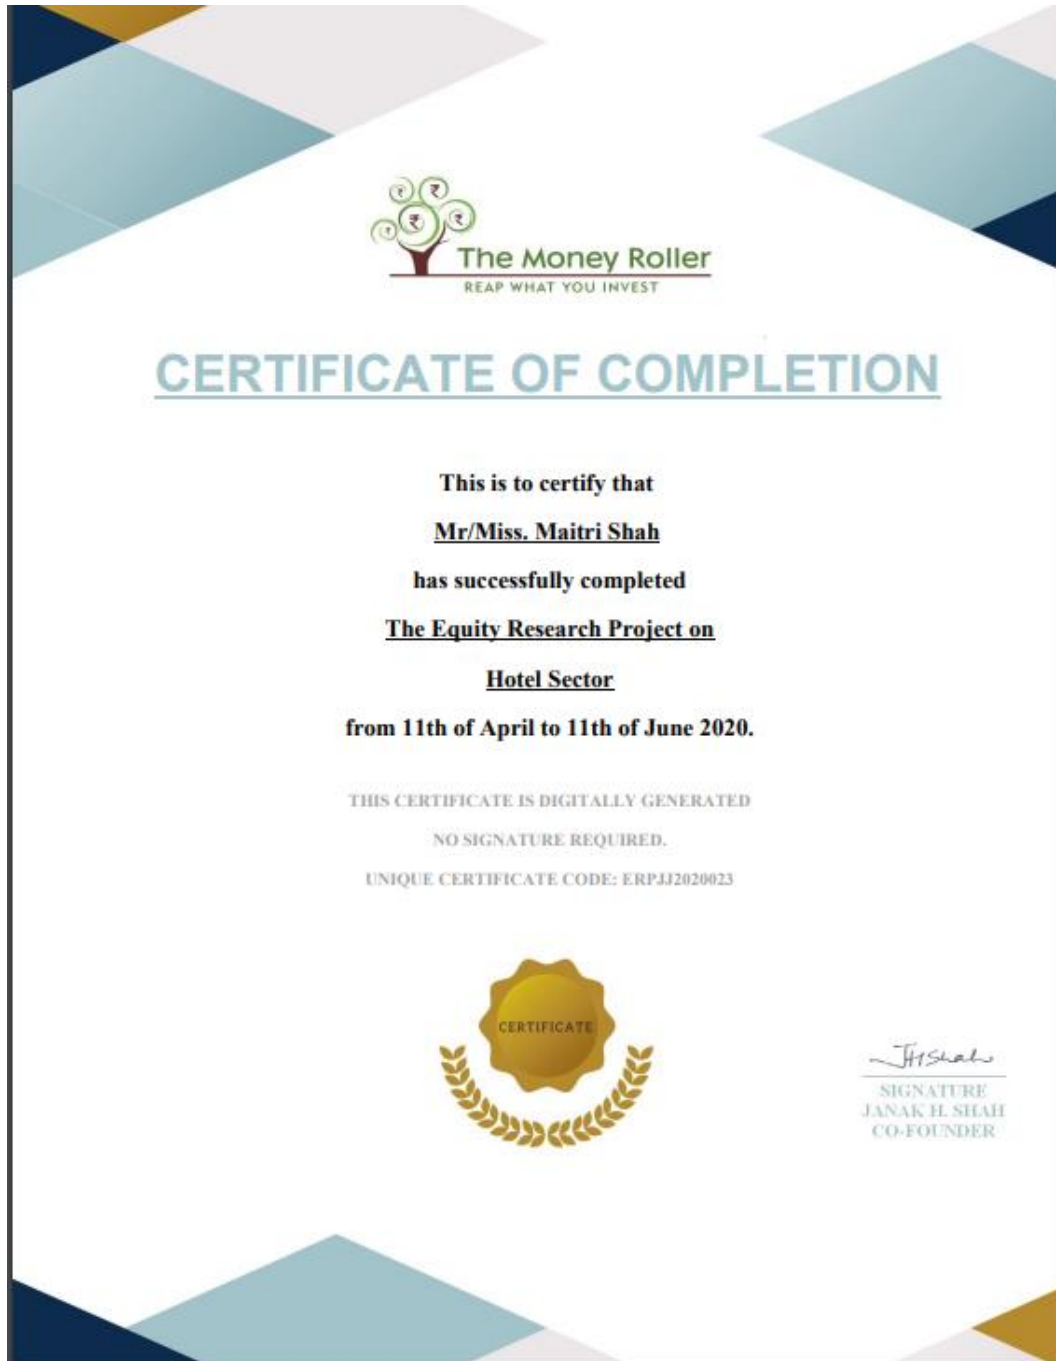 The Money Roller
REAP WHAT YOU INVEST
CERTIFICATE OF COMPLETION
This is to certify that
Mr/Miss. Maitri Shah
has successfully completed
The Equity Research Project on
Hotel Sector
from 11th of April to 11th of June 2020.
THIS CERTIFICATE IS DIGITALLY GENERATED
NO SIGNATURE REQUIRED.
UNIQUE CERTIFICATE CODE: ERPJJ2020023
CERTIFICATE
JHShah
SIGNATURE
JANAK H. SHAH
CO-FOUNDER